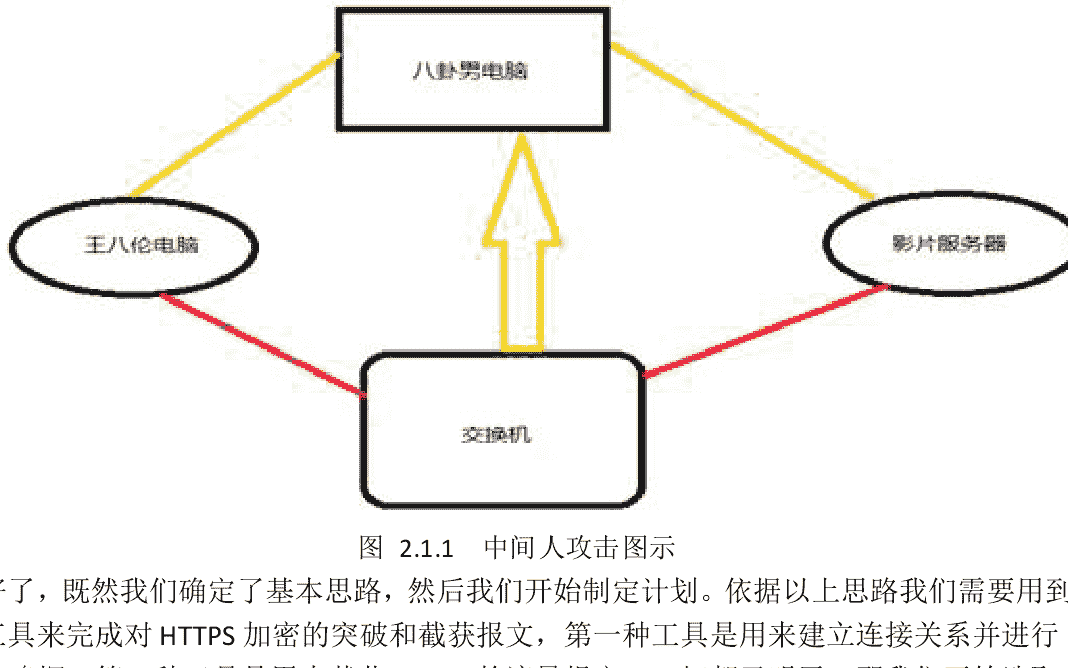 八卦男电脑
王八伦电脑
影片服务器
交换机
图 2.1.1 中间人攻击图示
好了，既然我们确定了基本思路，然后我们开始制定计划。依据以上思路我们需要用到
工具来完成对 HTTPS 加密的突破和截获报文，第一种工具是用来建立连接关系并进行